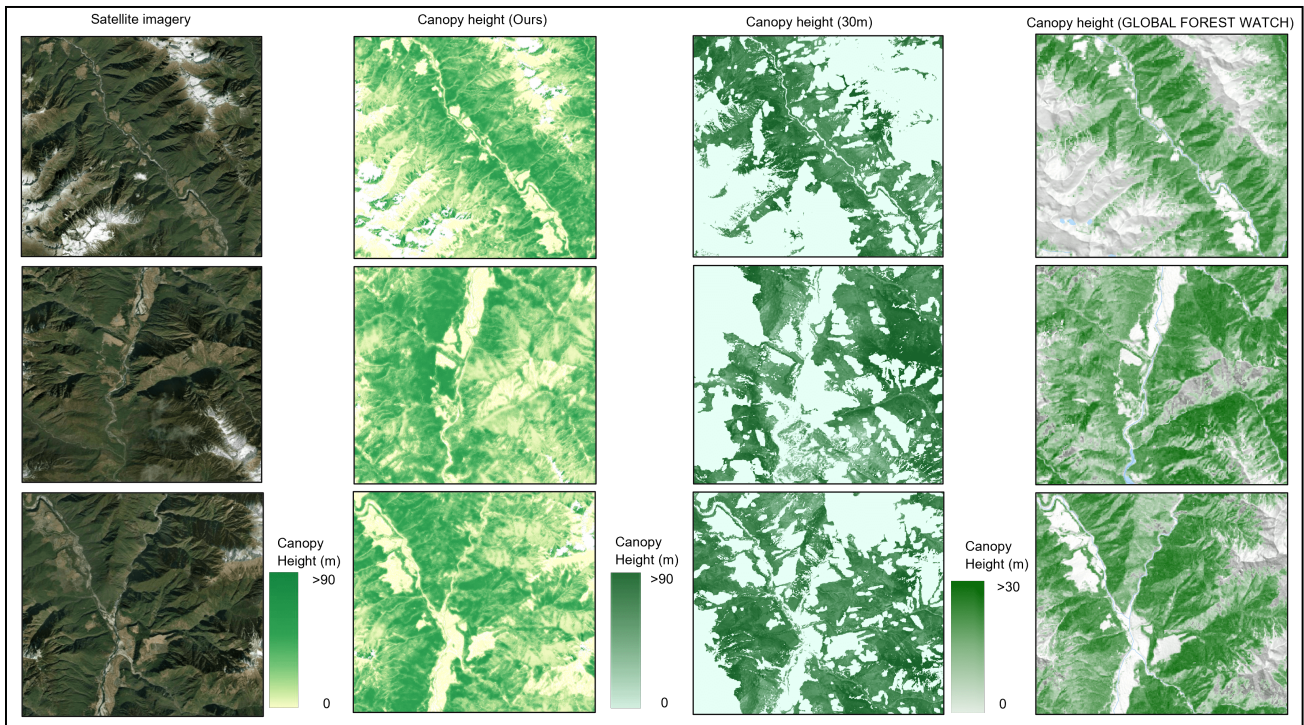 Satellite imagery
Canopy height (Ours)
Canopy height (30m)
Canopy height (GLOBAL FOREST WATCH)
Canopy
Height (m)
>90
0
Canopy
Height (m)
>90
0
Canopy
Height (m)
>30
0